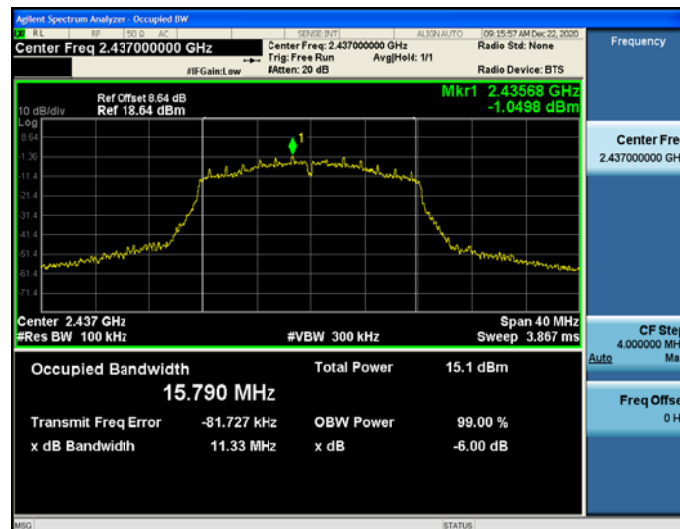 Agilent Spectrum Analyzer - Occupied BW
RL RF 50 Ω AC SENSE:INT ALIGN AUTO 09:15:57 AM Dec 22, 2020
Center Freq 2.437000000 GHz
Center Freq: 2.437000000 GHz
Radio Std: None
Trig: Free Run Avg|Hold: 1/1
#IFGain:Low #Atten: 20 dB Radio Device: BTS
Mkr1 2.43568 GHz
-1.0498 dBm
Ref Offset 8.64 dB
10 dB/div Ref 18.64 dBm
Log
8.64
-1.36
-11.4
-21.4
-31.4
-41.4
-51.4
-61.4
-71.4
1
Center 2.437 GHz Span 40 MHz
#Res BW 100 kHz #VBW 300 kHz Sweep 3.867 ms
Occupied Bandwidth Total Power 15.1 dBm
15.790 MHz
Transmit Freq Error -81.727 kHz OBW Power 99.00 %
x dB Bandwidth 11.33 MHz x dB -6.00 dB
MSG STATUS
Frequency
Center Fre
2.437000000 GH
CF Step
4.000000 MH
Auto Ma
Freq Offse
0 H